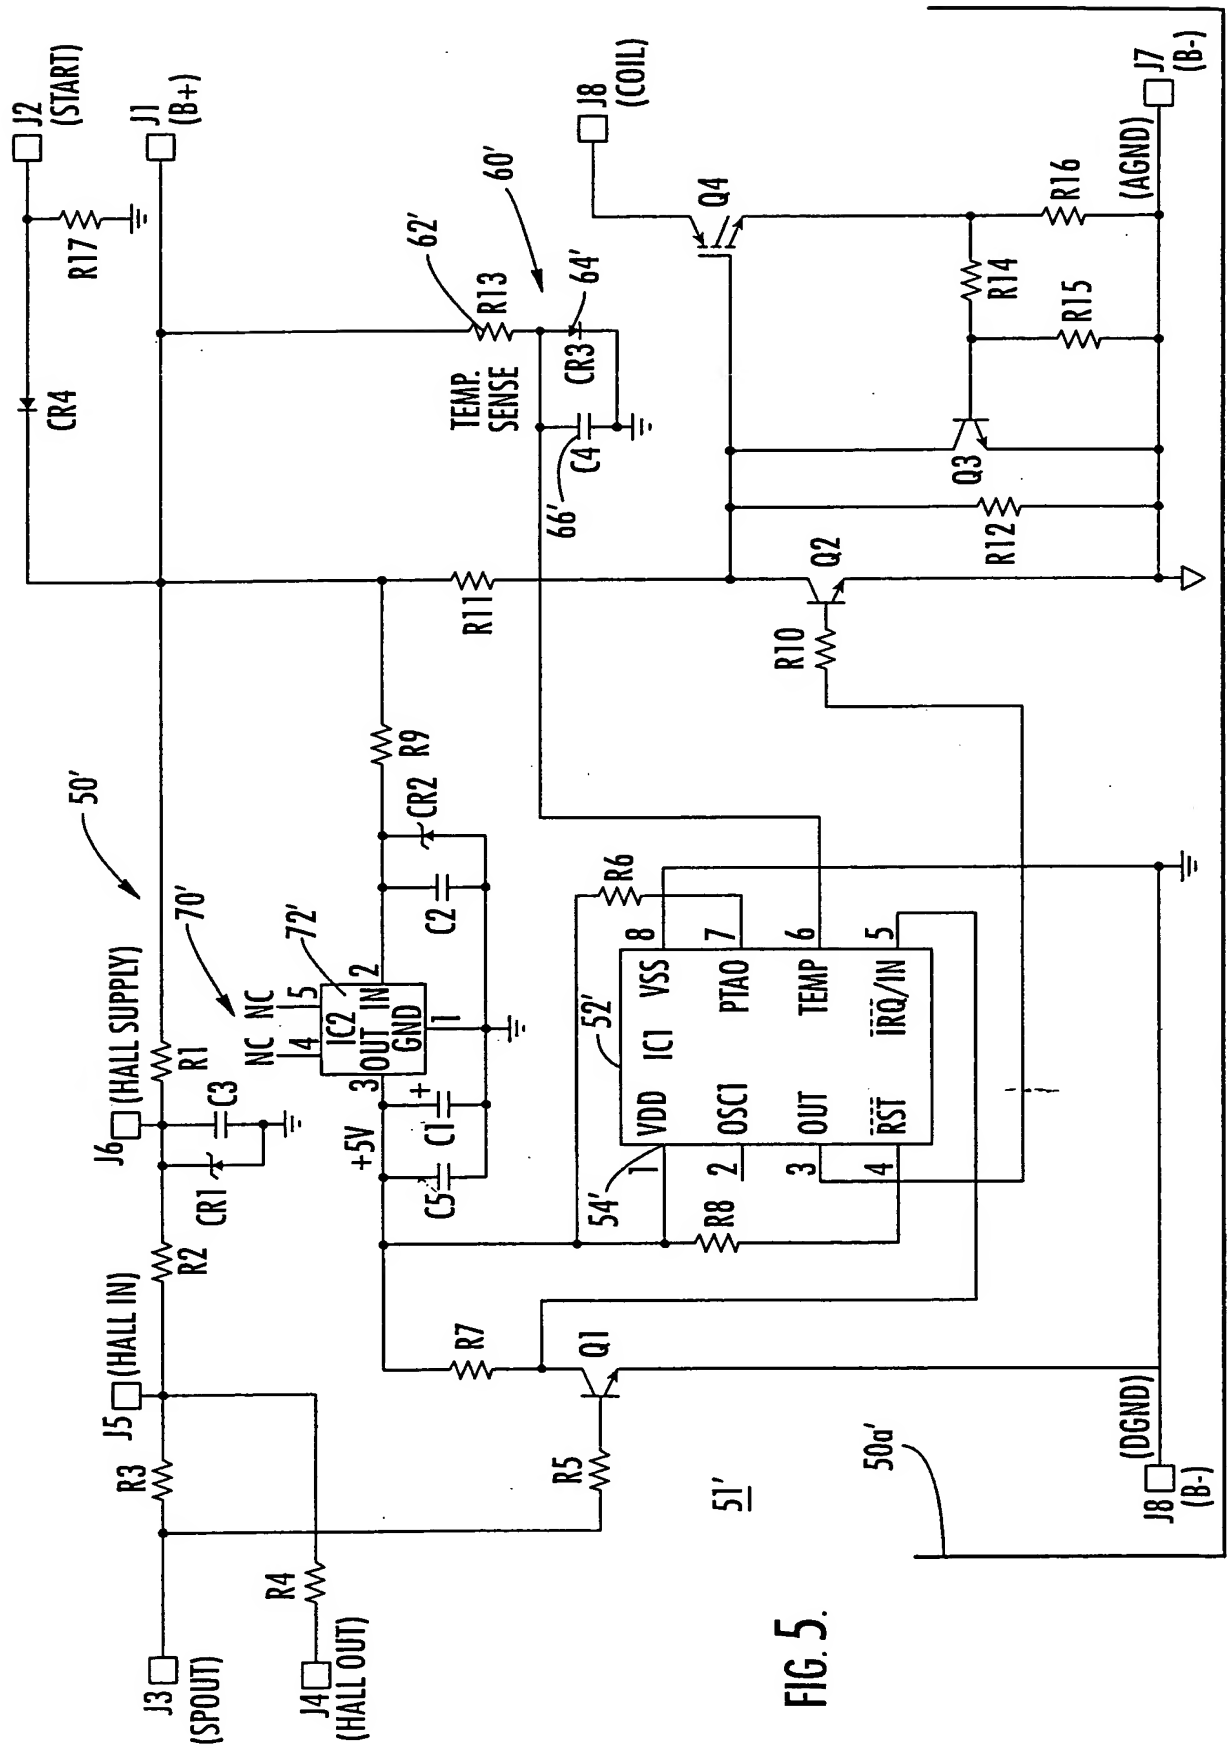 J3
(SPOUT)
J4
(HALL OUT)
R4
R3
J5
(HALL IN)
R2
CR1
J6
(HALL SUPPLY)
C3
R1
50'
70'
72'
NC
NC
4
5
3
IC2
OUT
IN
2
GND
1
+5V
C5
C1
+
C2
CR2
R9
CR4
J2
(START)
R17
J1
(B+)
R11
TEMP.
SENSE
62'
R13
60'
64'
CR3
C4
66'
J8
(COIL)
Q4
R14
R16
R15
Q3
R12
Q2
R10
(AGND)
J7
(B-)
R5
R7
Q1
54'
R8
52'
IC1
1
VDD
2
OSC1
3
OUT
4
RST
8
VSS
7
PTAO
6
TEMP
5
IRQ/IN
R6
51'
50a'
(DGND)
J8
(B-)
FIG. 5.